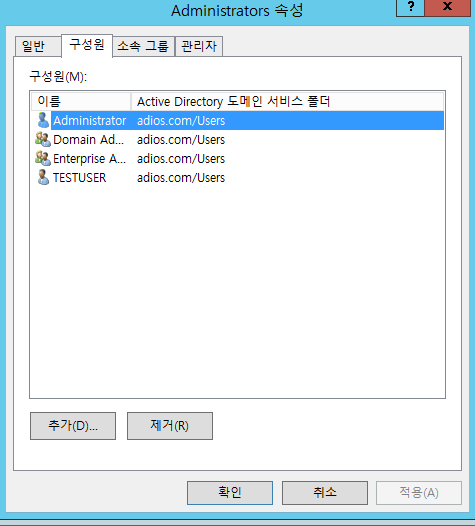 Administrators 속성
? x
일반 구성원 소속 그룹 관리자
구성원(M):
이름 Active Directory 도메인 서비스 폴더
Administrator adios.com/Users
Domain Ad... adios.com/Users
Enterprise A... adios.com/Users
TESTUSER adios.com/Users
추가(D)... 제거(R)
확인 취소 적용(A)